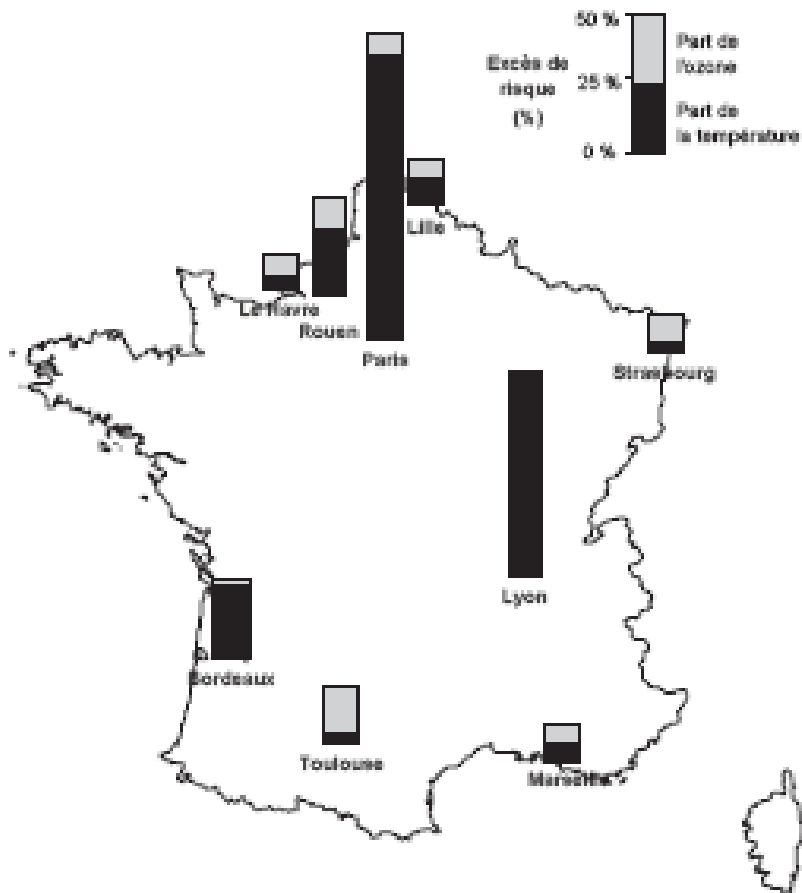 50 %
Excès de
risque
(%)
25 %
0 %
Part de
l'ozone
Part de
la température
Lille
Le Havre
Rouen
Paris
Strasbourg
Lyon
Bordeaux
Toulouse
Marseille